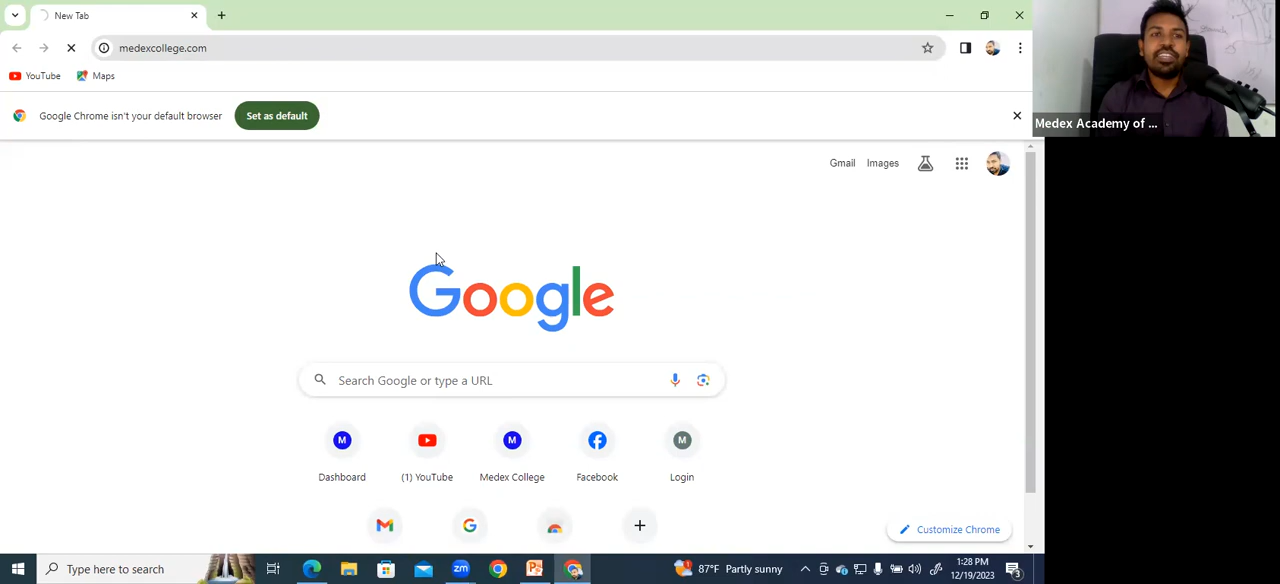 New Tab
medexcollege.com
YouTube
Maps
Google Chrome isn't your default browser
Set as default
Medex Academy of ...
Gmail
Images
Google
Search Google or type a URL
M
M
M
Dashboard
(1) YouTube
Medex College
Facebook
Login
Customize Chrome
Type here to search
zm
87°F Partly sunny
1:28 PM
12/19/2023
3